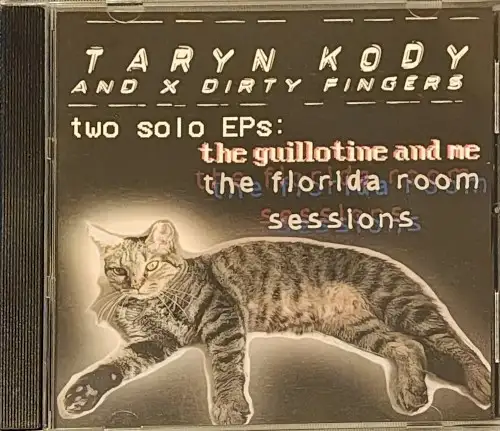 TARYN KODY
AND X DIRTY FINGERS
two solo EPs:
the guillotine and me
the florida room
sessions